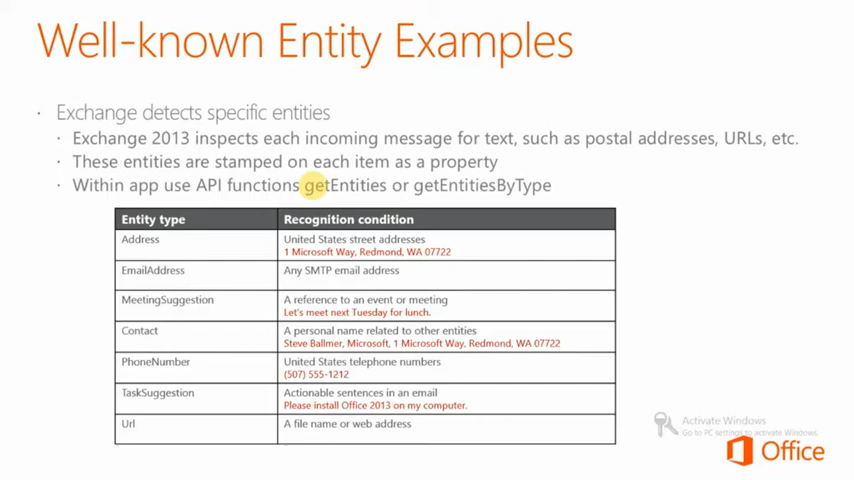 Well-known Entity Examples
· Exchange detects specific entities
· Exchange 2013 inspects each incoming message for text, such as postal addresses, URLs, etc.
· These entities are stamped on each item as a property
· Within app use API functions getEntities or getEntitiesByType
Entity type Recognition condition
Address United States street addresses
1 Microsoft Way, Redmond, WA 07722
EmailAddress Any SMTP email address
MeetingSuggestion A reference to an event or meeting
Let's meet next Tuesday for lunch.
Contact A personal name related to other entities
Steve Ballmer, Microsoft, 1 Microsoft Way, Redmond, WA 07722
PhoneNumber United States telephone numbers
(507) 555-1212
TaskSuggestion Actionable sentences in an email
Please install Office 2013 on my computer.
Url A file name or web address
Activate Windows
Go to PC settings to activate Windows.
Office